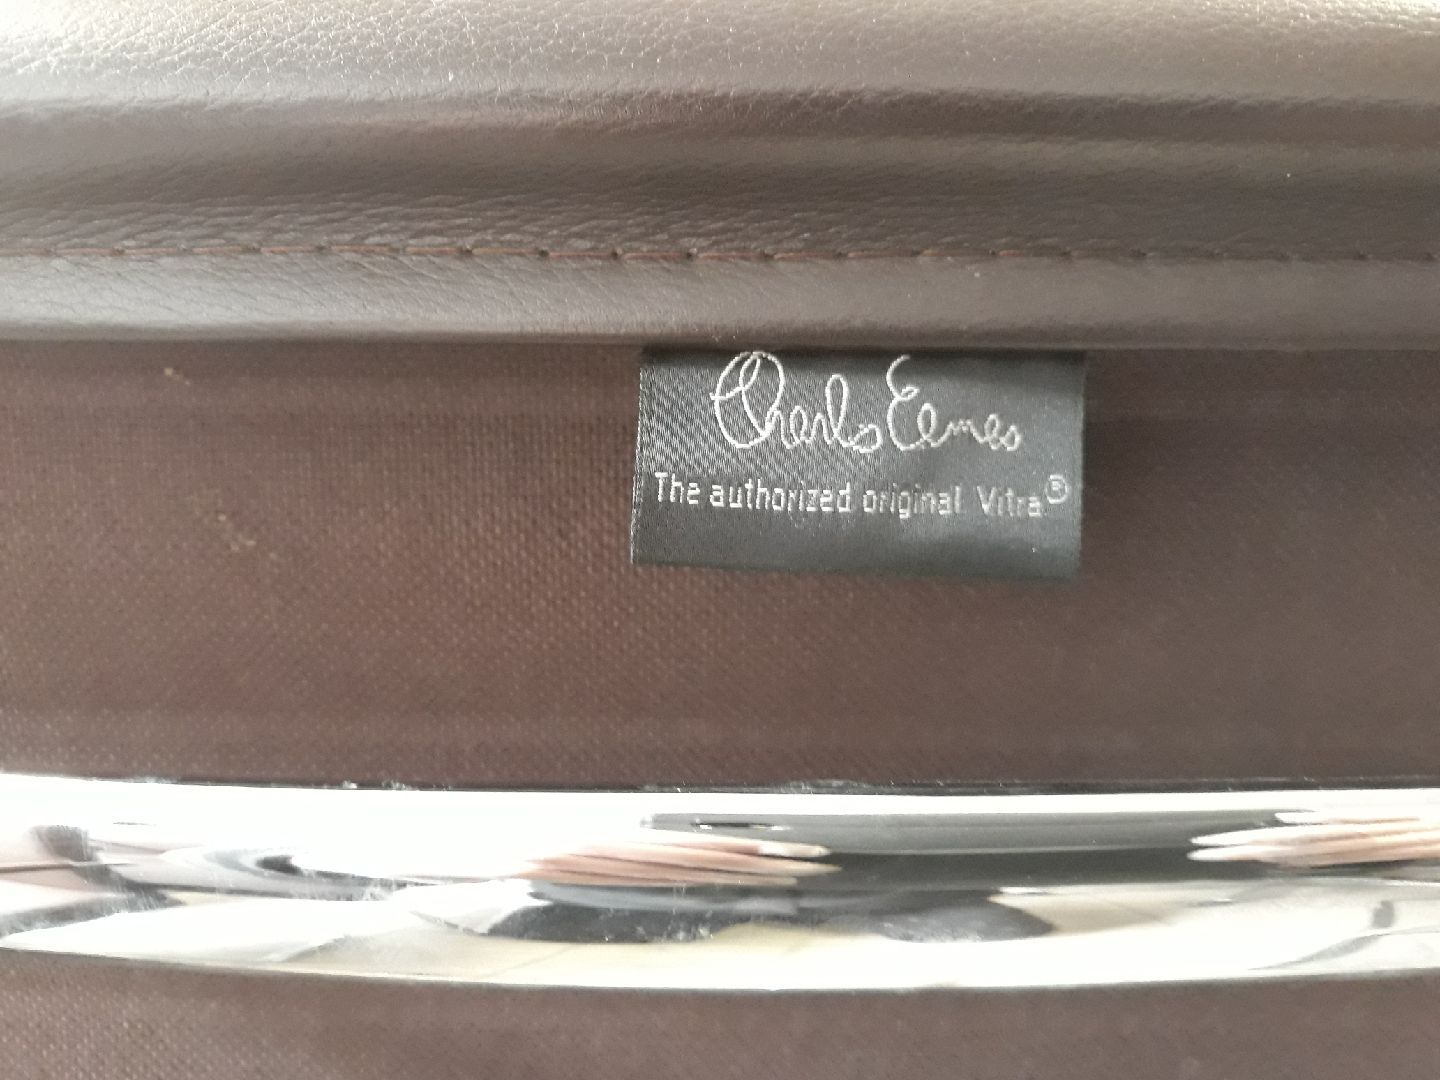 Charles Eames
The authorized original Vitra®